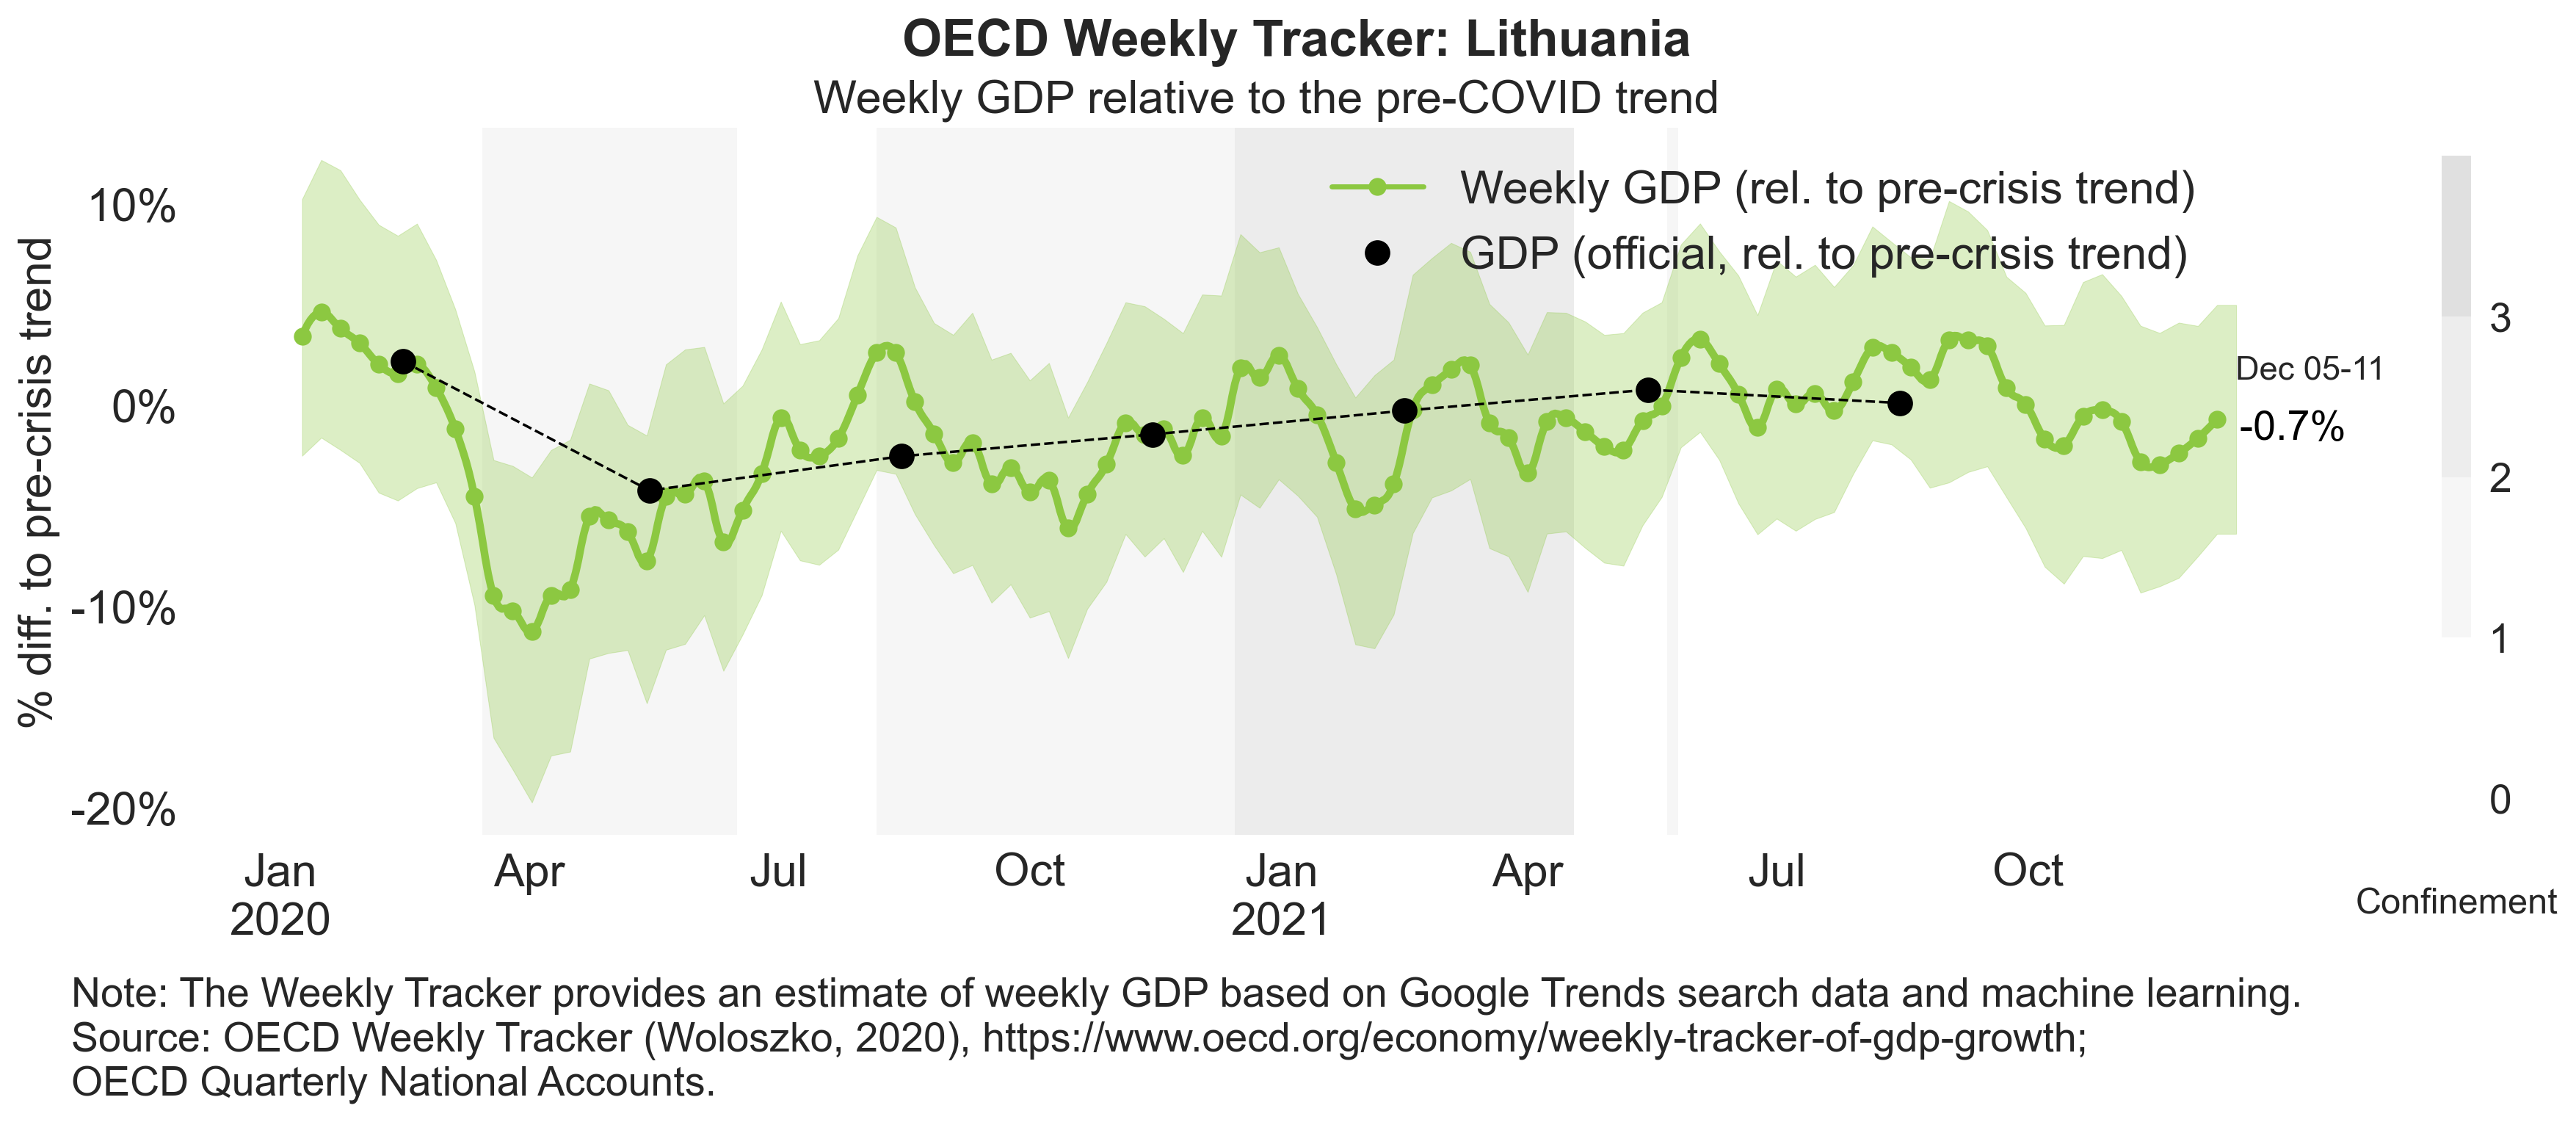 OECD Weekly Tracker: Lithuania
Weekly GDP relative to the pre-COVID trend
% diff. to pre-crisis trend
10%
0%
-10%
-20%
Weekly GDP (rel. to pre-crisis trend)
GDP (official, rel. to pre-crisis trend)
Dec 05-11
-0.7%
3
2
1
0
Confinement
Jan Apr Jul Oct Jan Apr Jul Oct
2020 2021
Note: The Weekly Tracker provides an estimate of weekly GDP based on Google Trends search data and machine learning.
Source: OECD Weekly Tracker (Woloszko, 2020), https://www.oecd.org/economy/weekly-tracker-of-gdp-growth;
OECD Quarterly National Accounts.